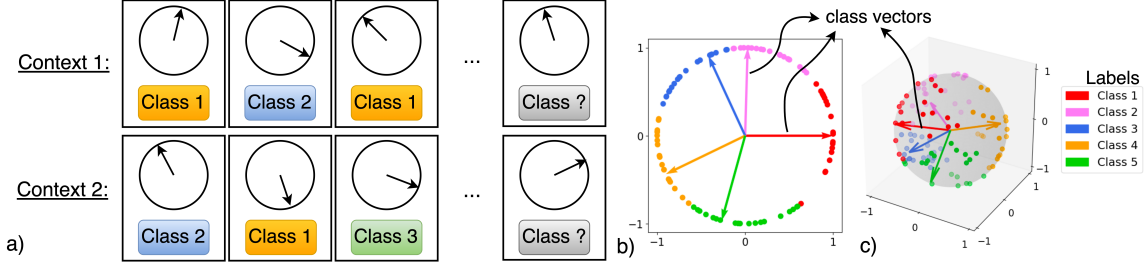 Context 1:
Class 1
Class 2
Class 1
...
Class ?
Context 2:
Class 2
Class 1
Class 3
...
Class ?
a)
class vectors
1
0
−1
−1
0
1
b)
1
0
−1
−1
0
1
−1
0
1
c)
Labels
Class 1
Class 2
Class 3
Class 4
Class 5